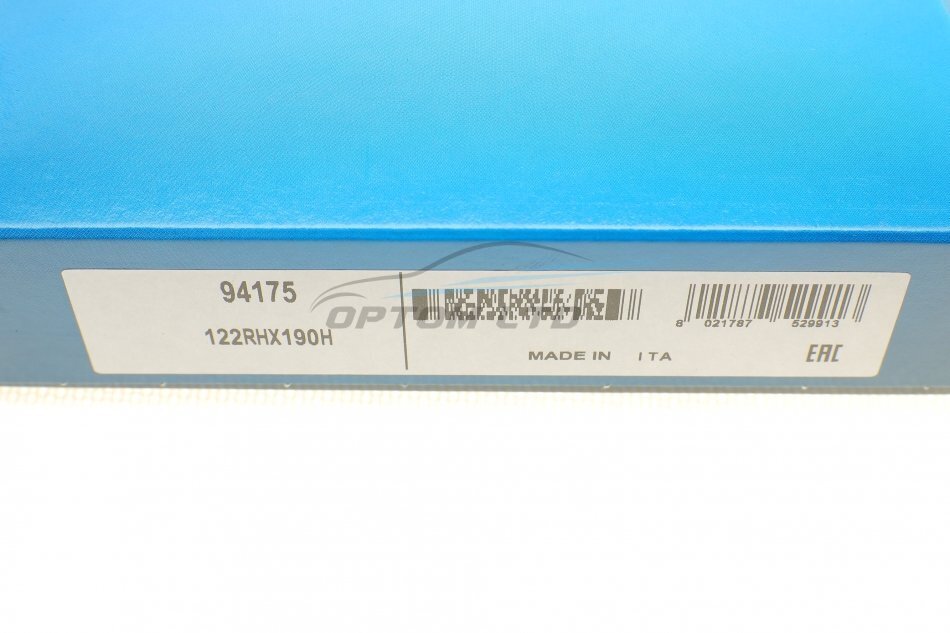 94175
122RHX190H
OPTOM LTD
MADE IN ITA
8 021787 529913
EAC